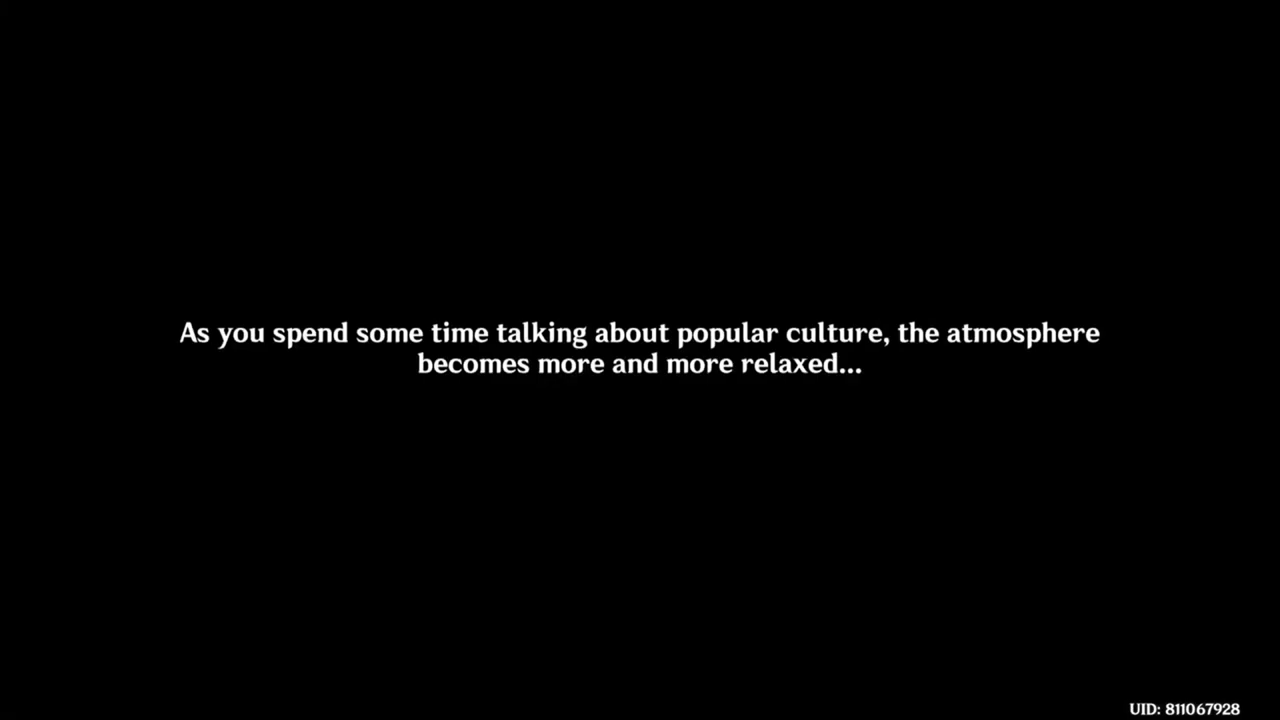 As you spend some time talking about popular culture, the atmosphere
becomes more and more relaxed...
UID: 811067928